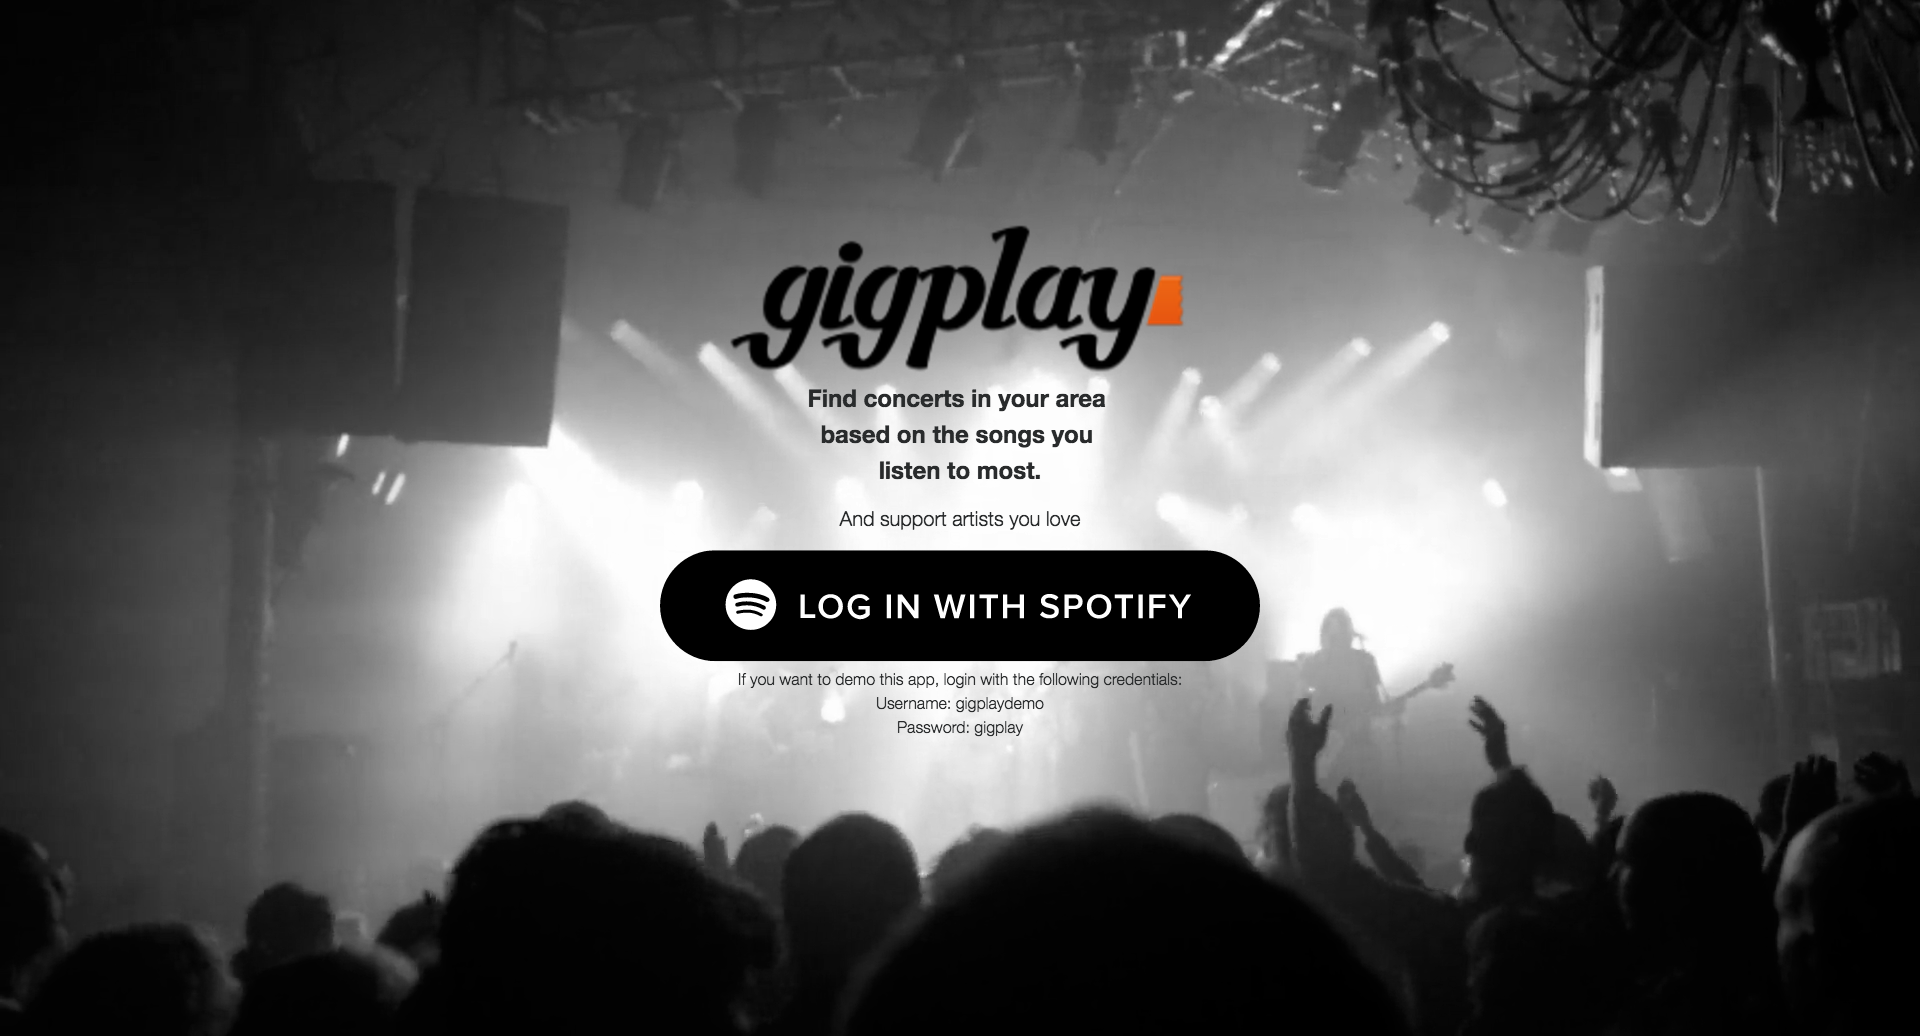 gigplay
Find concerts in your area
based on the songs you
listen to most.
And support artists you love
LOG IN WITH SPOTIFY
If you want to demo this app, login with the following credentials:
Username: gigplaydemo
Password: gigplay